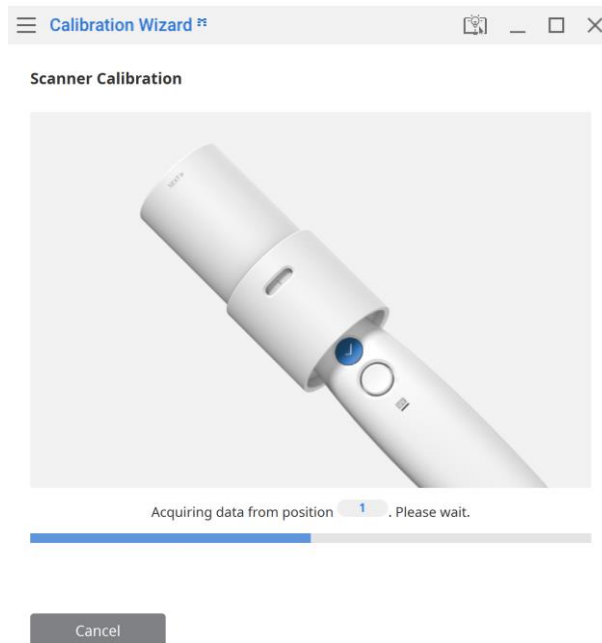 Calibration Wizard
Scanner Calibration
Acquiring data from position 1 . Please wait.
Cancel